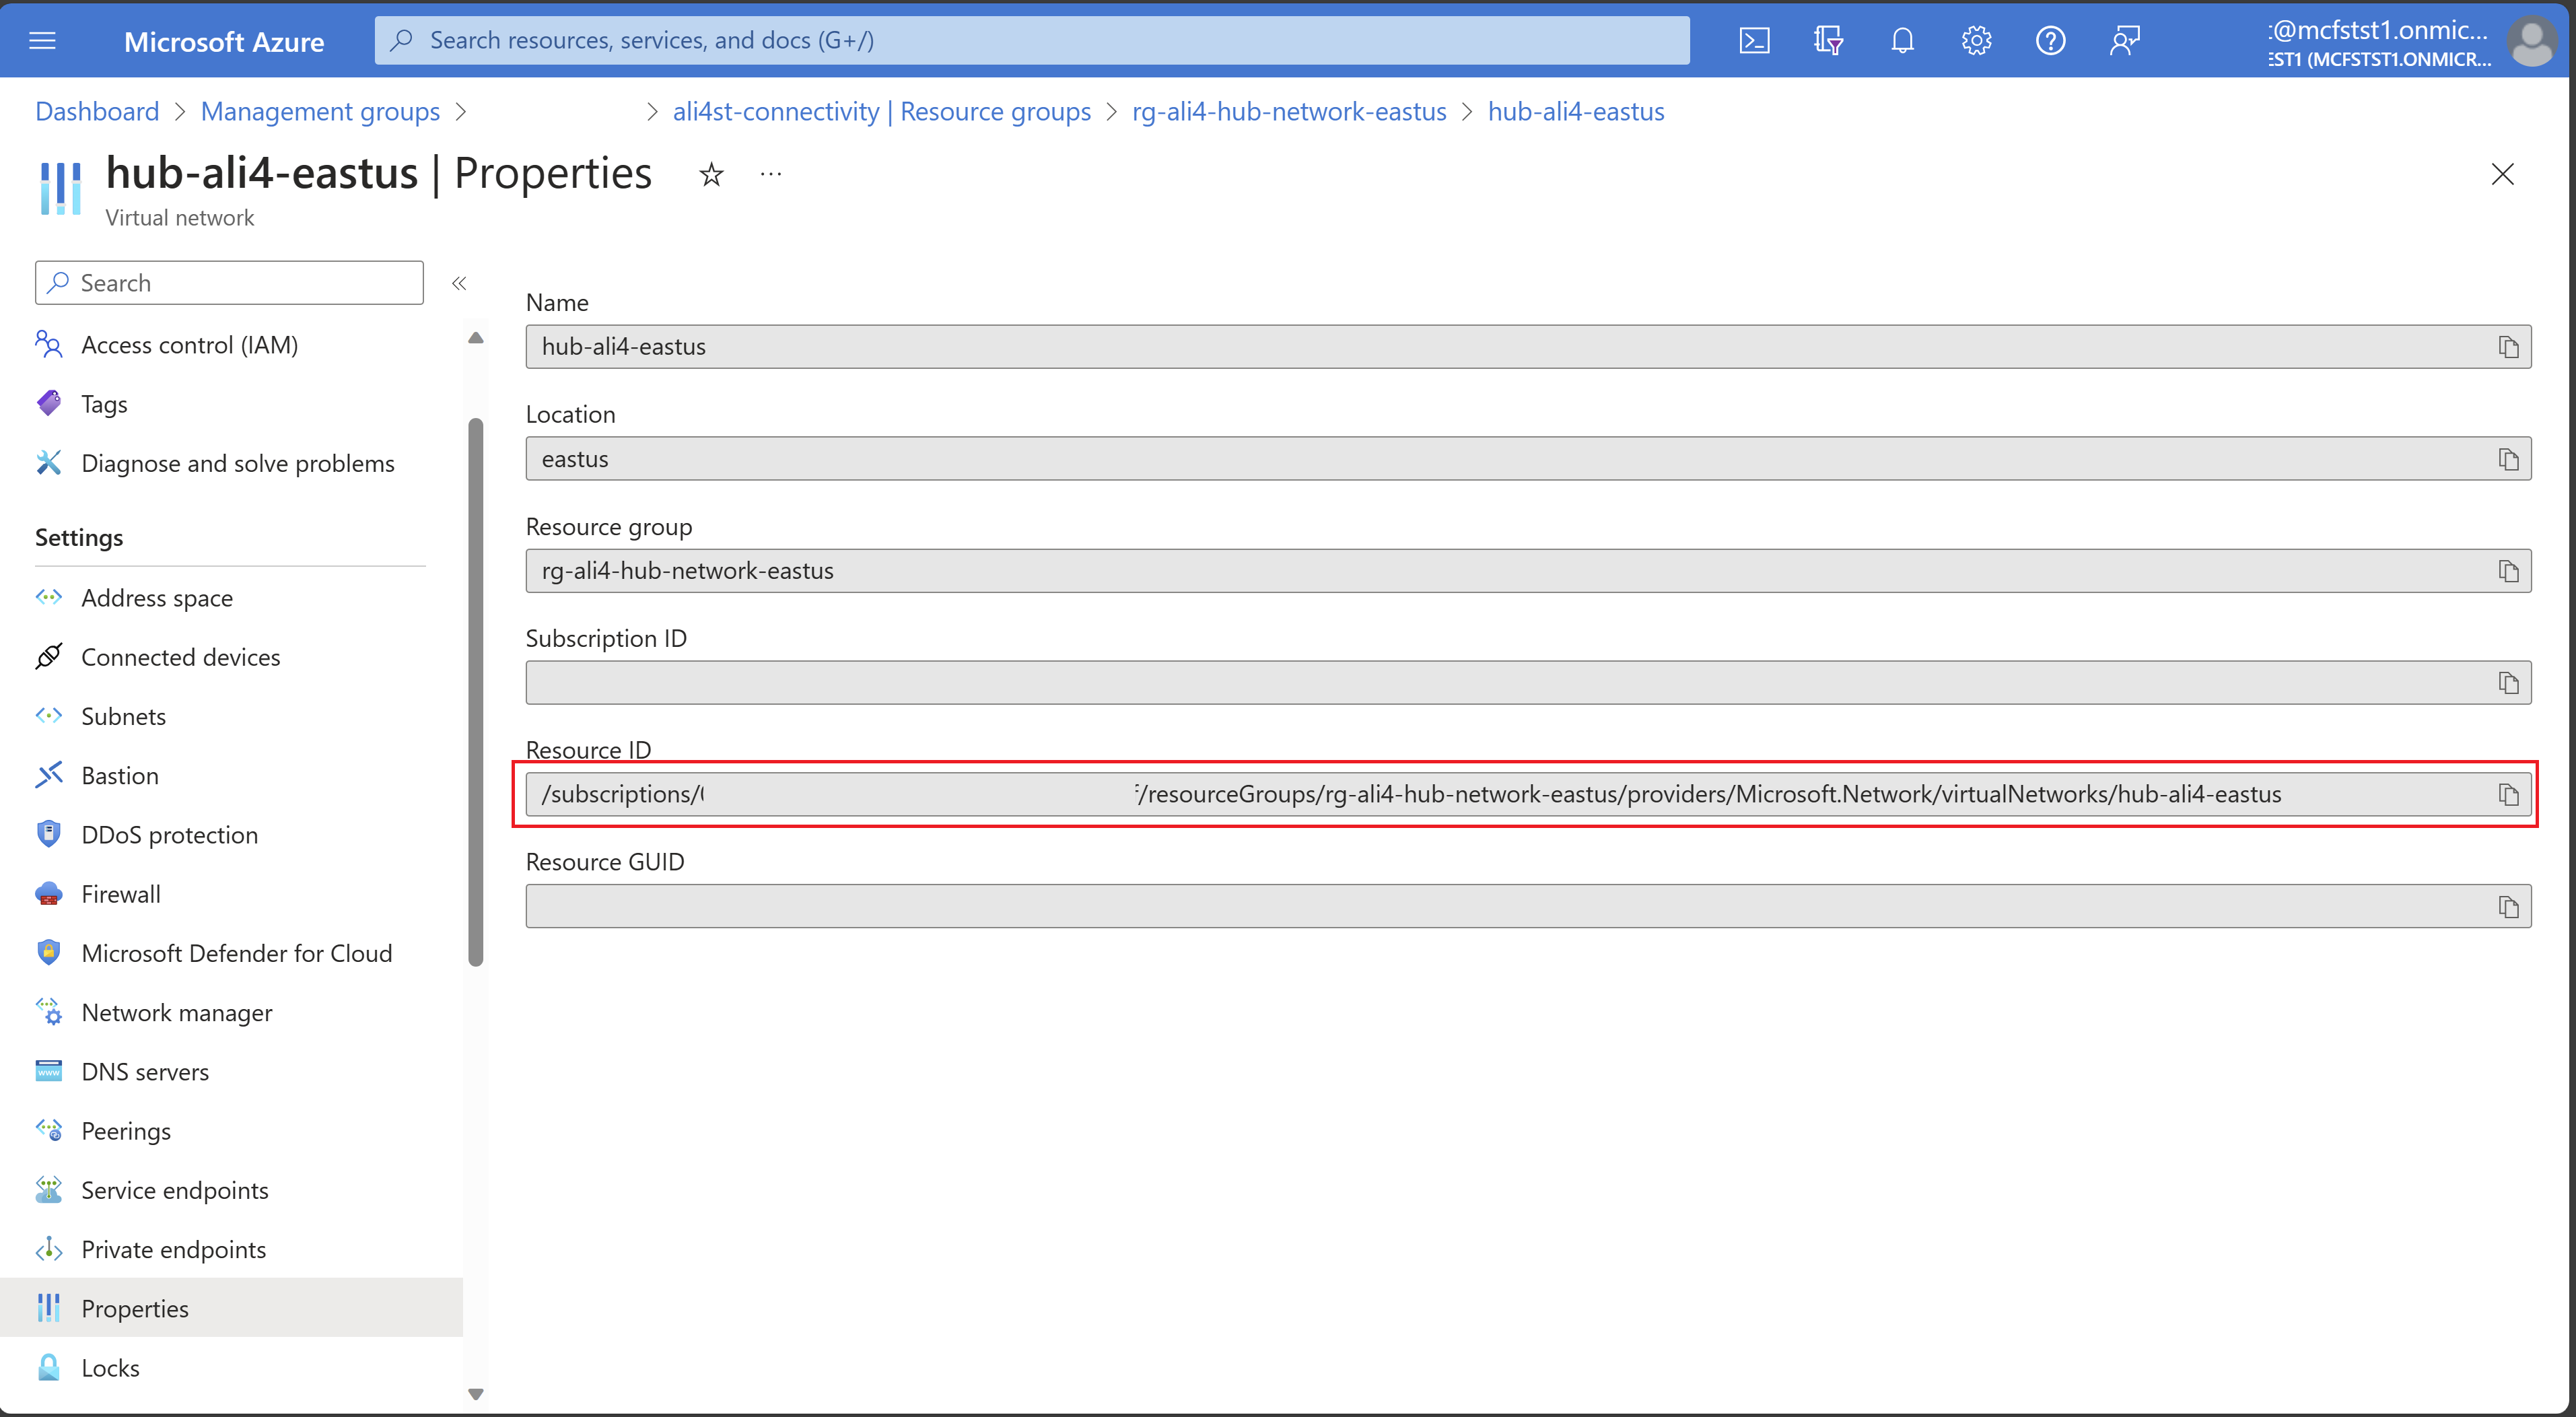 Microsoft Azure
Search resources, services, and docs (G+/)
@mcfstst1.onmic...
EST1 (MCFSTST1.ONMICR...
Dashboard > Management groups > > ali4st-connectivity | Resource groups > rg-ali4-hub-network-eastus > hub-ali4-eastus
hub-ali4-eastus | Properties
Virtual network
Search
Access control (IAM)
Tags
Diagnose and solve problems
Settings
Address space
Connected devices
Subnets
Bastion
DDoS protection
Firewall
Microsoft Defender for Cloud
Network manager
DNS servers
Peerings
Service endpoints
Private endpoints
Properties
Locks
Name
hub-ali4-eastus
Location
eastus
Resource group
rg-ali4-hub-network-eastus
Subscription ID
Resource ID
/subscriptions/ /resourceGroups/rg-ali4-hub-network-eastus/providers/Microsoft.Network/virtualNetworks/hub-ali4-eastus
Resource GUID